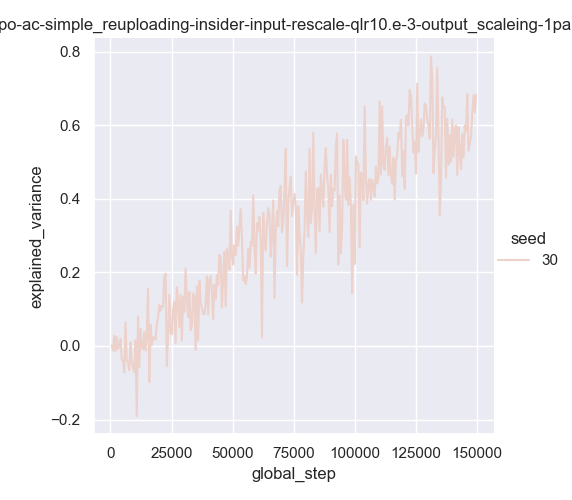 po-ac-simple_reuploading-insider-input-rescale-qlr10.e-3-output_scaleing-1pa
0.8
0.6
0.4
0.2
0.0
−0.2
explained_variance
0 25000 50000 75000 100000 125000 150000
global_step
seed
30